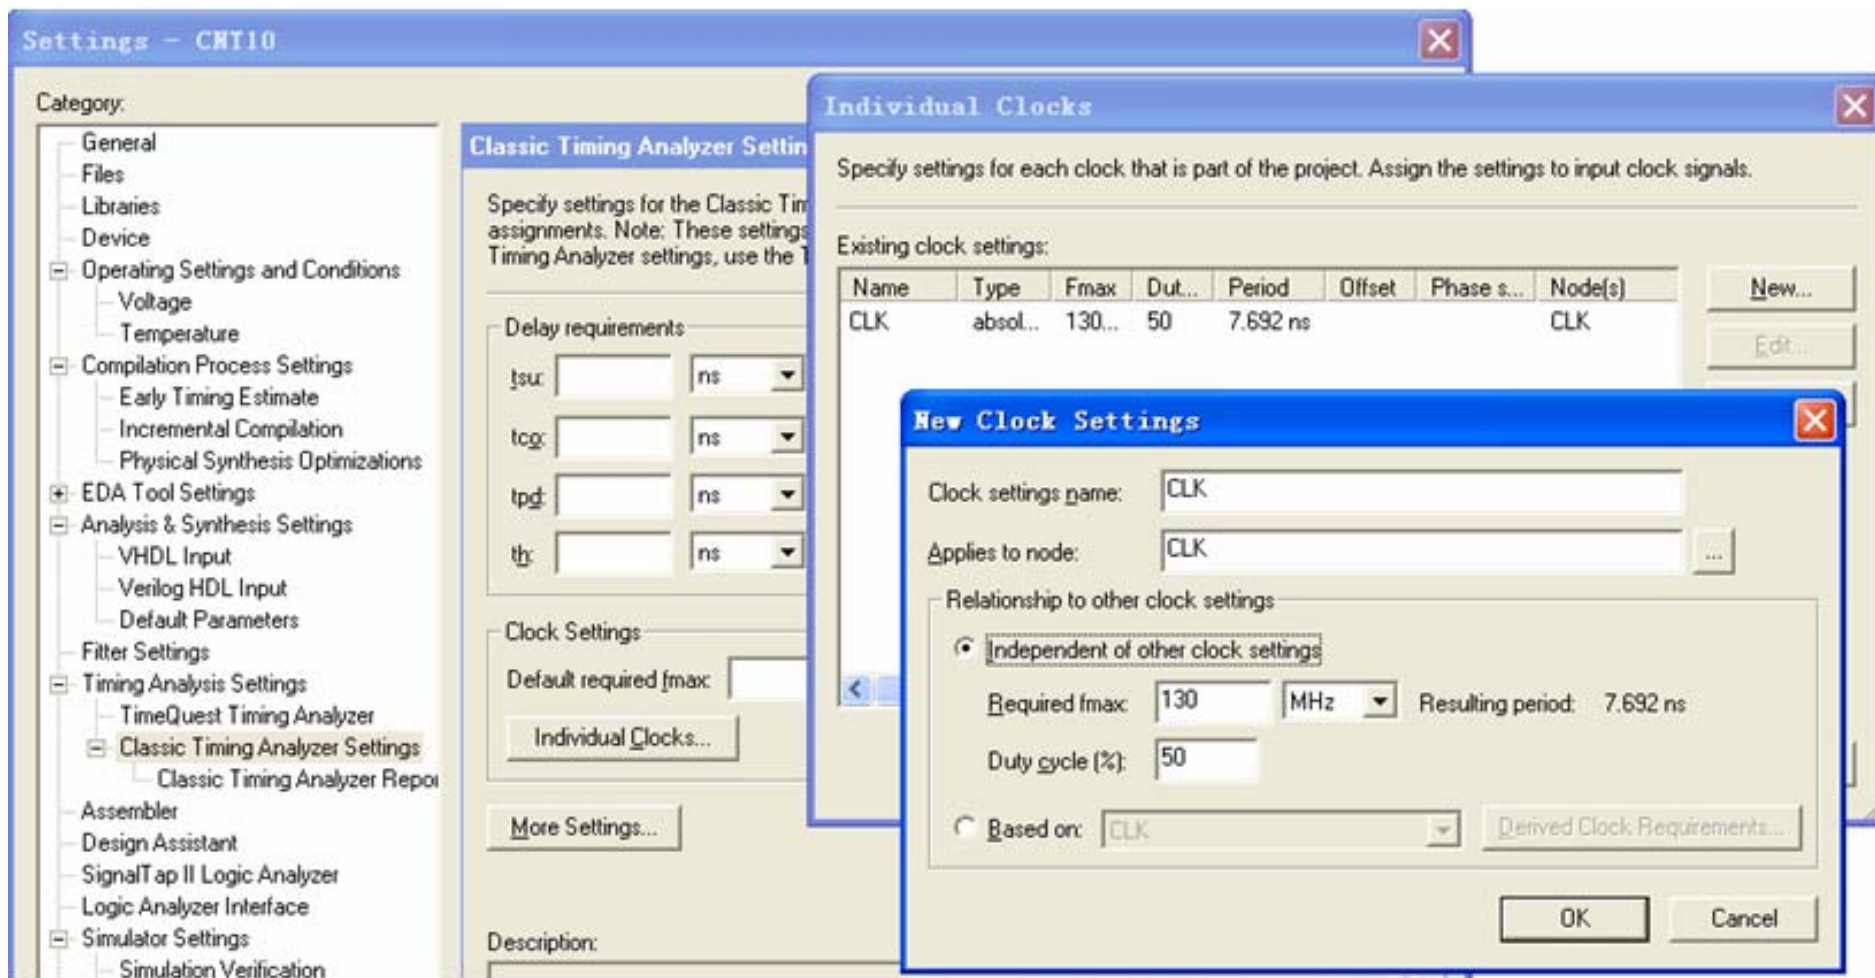 Settings - CNT10
Category:
General
Files
Libraries
Device
Operating Settings and Conditions
Voltage
Temperature
Compilation Process Settings
Early Timing Estimate
Incremental Compilation
Physical Synthesis Optimizations
EDA Tool Settings
Analysis & Synthesis Settings
VHDL Input
Verilog HDL Input
Default Parameters
Fitter Settings
Timing Analysis Settings
TimeQuest Timing Analyzer
Classic Timing Analyzer Settings
Classic Timing Analyzer Repor
Assembler
Design Assistant
SignalTap II Logic Analyzer
Logic Analyzer Interface
Simulator Settings
Simulation Verification
Classic Timing Analyzer Settin
Specify settings for the Classic Tim
assignments. Note: These settings
Timing Analyzer settings, use the T
Delay requirements
tsu: ns
tco: ns
tpd: ns
th: ns
Clock Settings
Default required fmax:
Individual Clocks...
More Settings...
Description:
Individual Clocks
Specify settings for each clock that is part of the project. Assign the settings to input clock signals.
Existing clock settings:
Name Type Fmax Dut... Period Offset Phase s... Node(s)
CLK absol... 130... 50 7.692 ns CLK
New...
Edit...
New Clock Settings
Clock settings name: CLK
Applies to node: CLK ...
Relationship to other clock settings
Independent of other clock settings
Required fmax: 130 MHz Resulting period: 7.692 ns
Duty cycle (%): 50
Based on: CLK Derived Clock Requirements...
OK Cancel